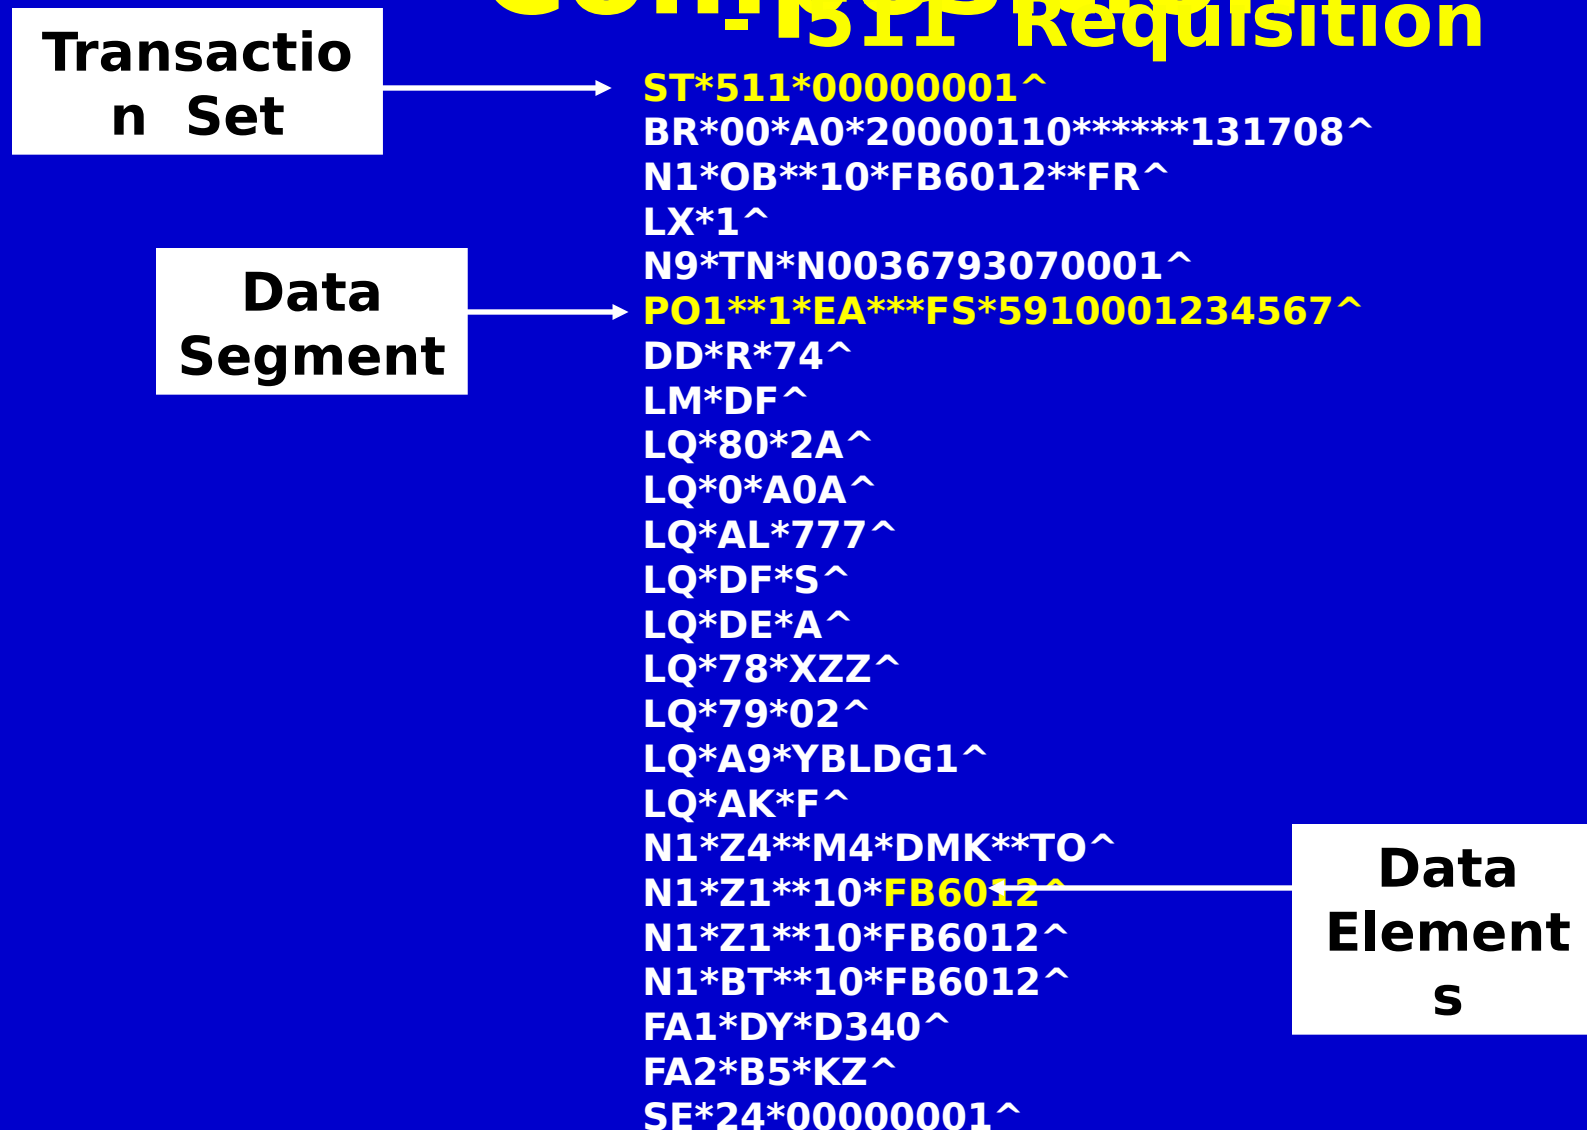 - 511 Requisition
Transactio
n Set
ST*511*00000001^
BR*00*A0*20000110******131708^
N1*OB**10*FB6012**FR^
LX*1^
N9*TN*N0036793070001^
Data
Segment
PO1**1*EA***FS*5910001234567^
DD*R*74^
LM*DF^
LQ*80*2A^
LQ*0*A0A^
LQ*AL*777^
LQ*DF*S^
LQ*DE*A^
LQ*78*XZZ^
LQ*79*02^
LQ*A9*YBLDG1^
LQ*AK*F^
N1*Z4**M4*DMK**TO^
N1*Z1**10*FB6012^
N1*Z1**10*FB6012^
N1*BT**10*FB6012^
FA1*DY*D340^
FA2*B5*KZ^
SE*24*00000001^
Data
Element
s